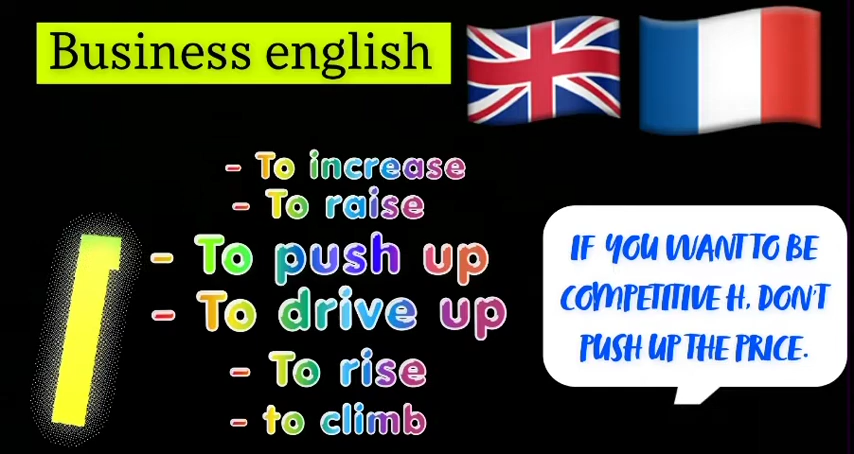 Business english
- To increase
- To raise
- To push up
- To drive up
- To rise
- to climb
1
IF YOU WANT TO BE
COMPETITIVE H, DON'T
PUSH UP THE PRICE.